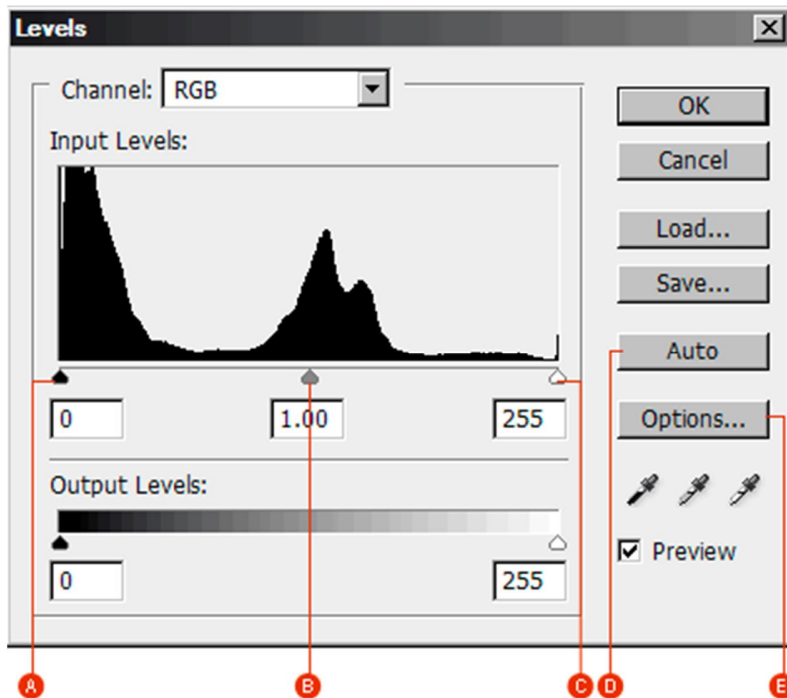 Levels
Channel: RGB
Input Levels:
0 1.00 255
Output Levels:
0 255
OK
Cancel
Load...
Save...
Auto
Options...
Preview
A B C D E